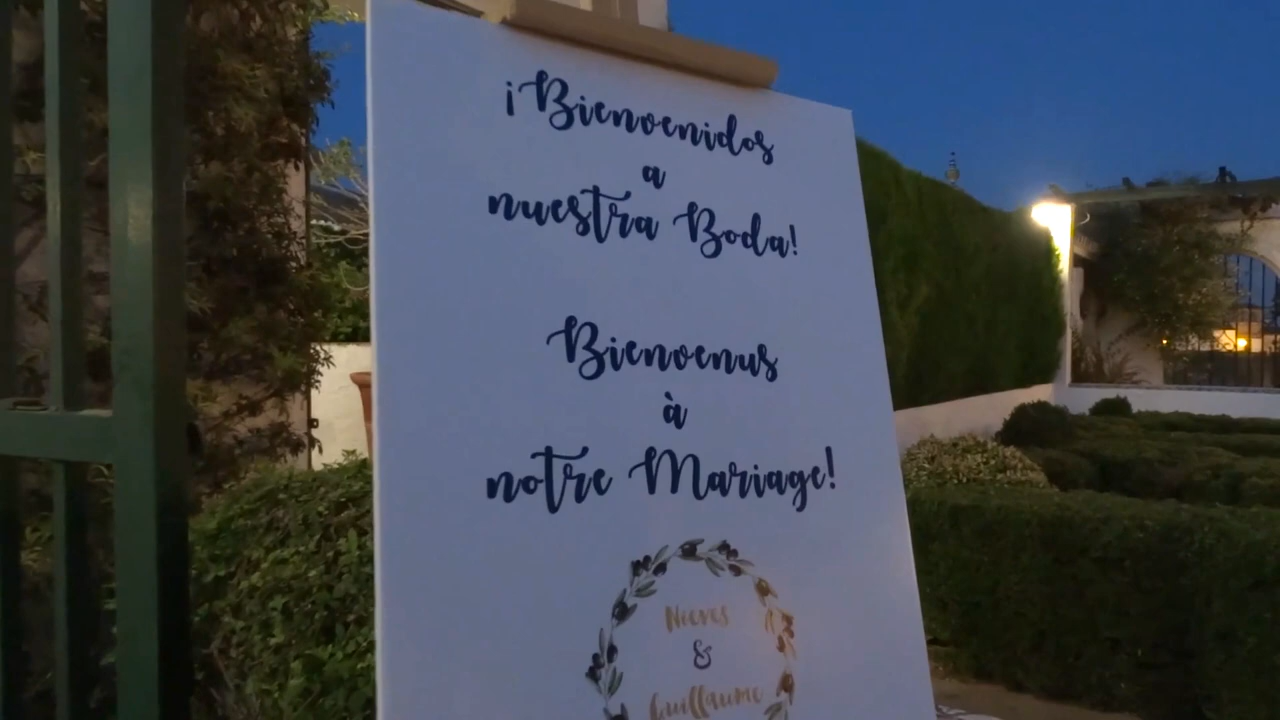 ¡Bienvenidos
a
nuestra Boda!
Bienvenus
à
notre Mariage!
Nieves
&
Guillaume